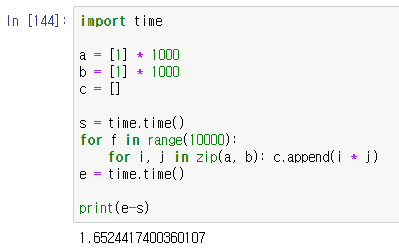 In [144]: import time
a = [1] * 1000
b = [1] * 1000
c = []
s = time.time()
for f in range(10000):
    for i, j in zip(a, b): c.append(i * j)
e = time.time()
print(e-s)
1.6524417400360107